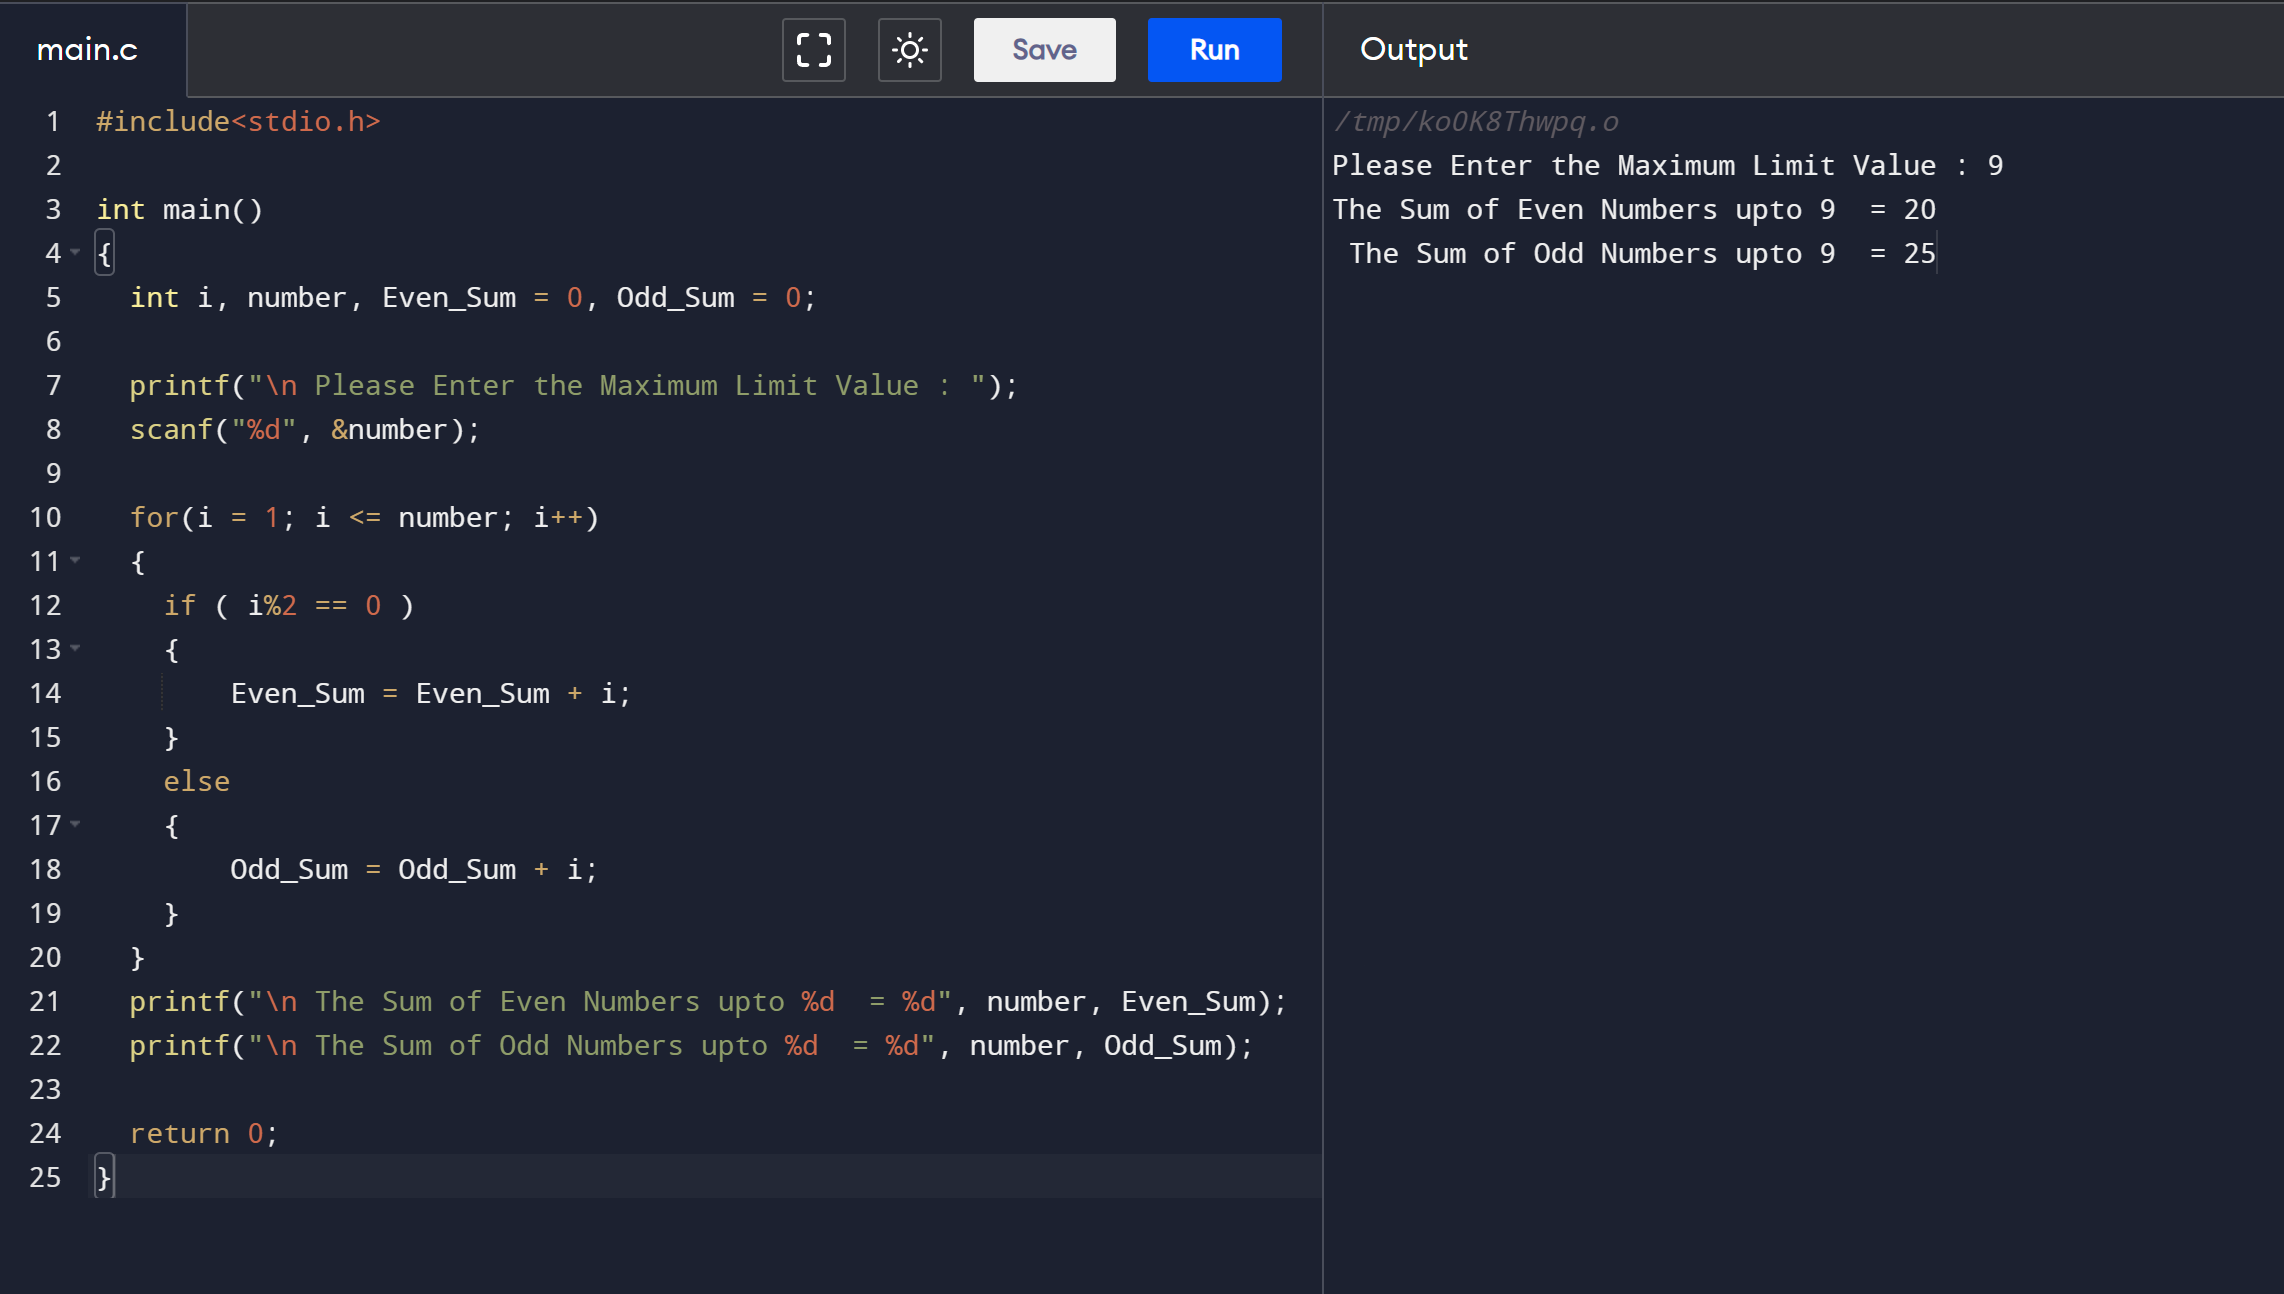 main.c
Save
Run
Output
1 #include<stdio.h>
2
3 int main()
4 {
5   int i, number, Even_Sum = 0, Odd_Sum = 0;
6
7   printf("\n Please Enter the Maximum Limit Value : ");
8   scanf("%d", &number);
9
10   for(i = 1; i <= number; i++)
11   {
12     if ( i%2 == 0 )
13     {
14         Even_Sum = Even_Sum + i;
15     }
16     else
17     {
18         Odd_Sum = Odd_Sum + i;
19     }
20   }
21   printf("\n The Sum of Even Numbers upto %d  = %d", number, Even_Sum);
22   printf("\n The Sum of Odd Numbers upto %d  = %d", number, Odd_Sum);
23
24   return 0;
25 }
/tmp/koOK8Thwpq.o
Please Enter the Maximum Limit Value : 9
The Sum of Even Numbers upto 9  = 20
 The Sum of Odd Numbers upto 9  = 25